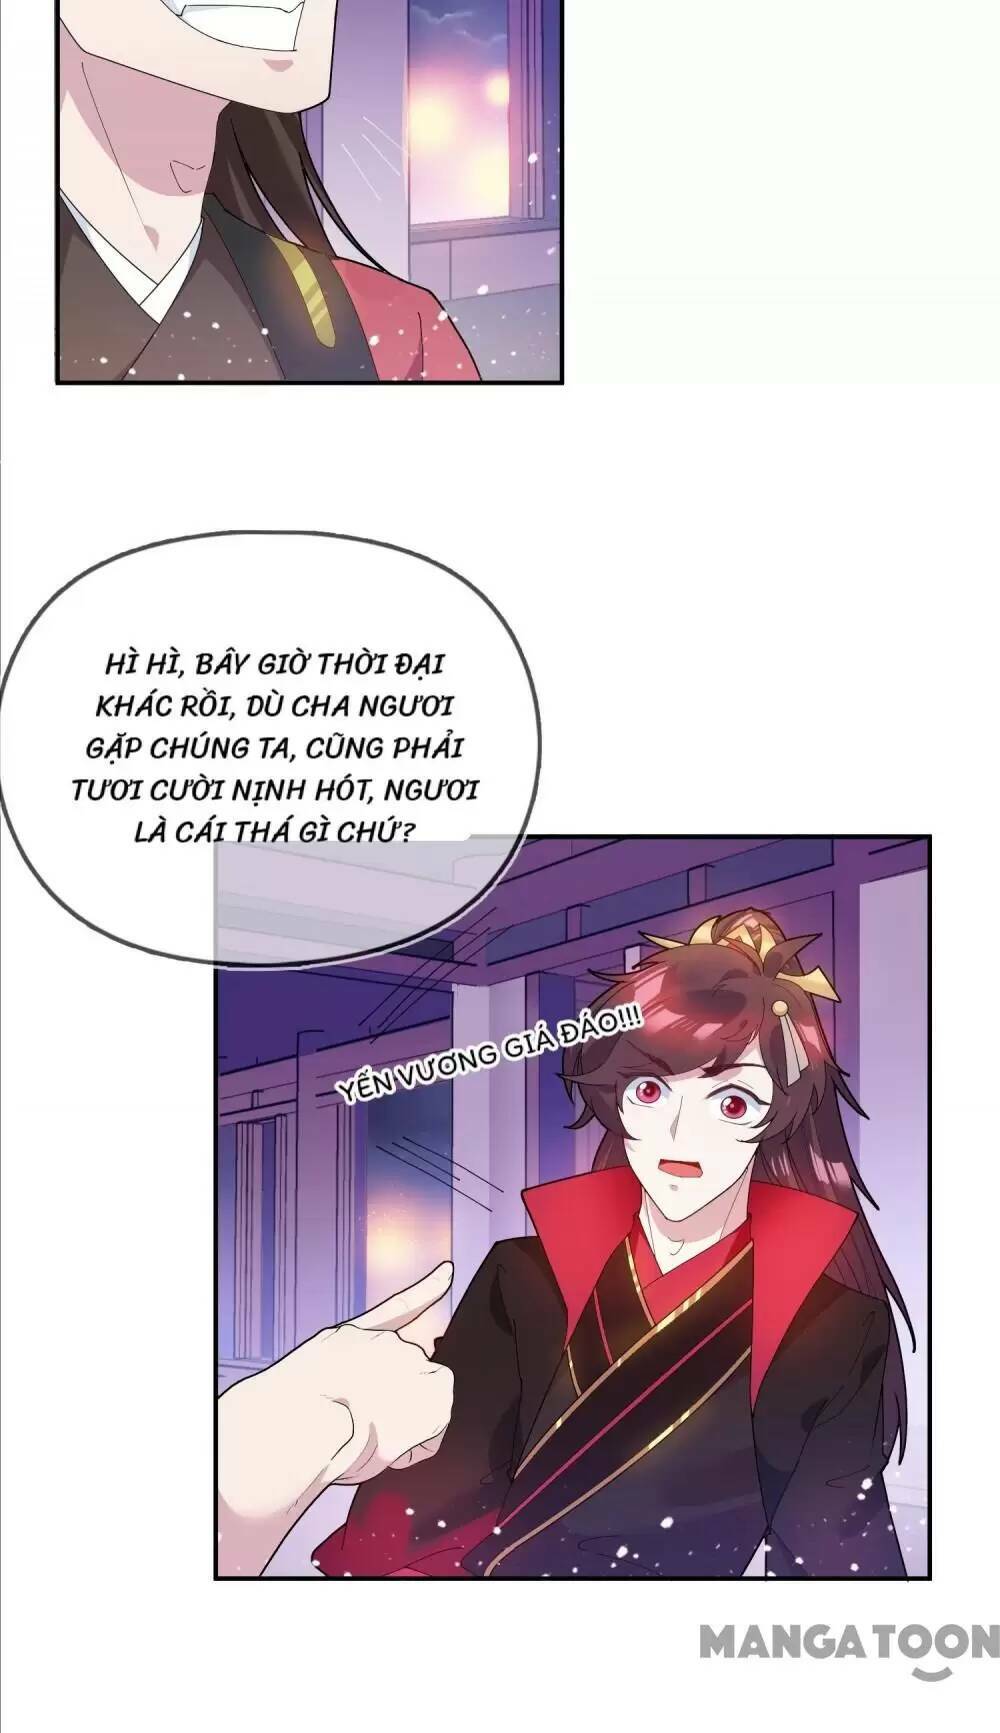 HÌ HÌ, BÂY GIỜ THỜI ĐẠI
KHÁC RỒI, DÙ CHA NGƯƠI
GẶP CHÚNG TA, CŨNG PHẢI
TƯƠI CƯỜI NỊNH HÓT, NGƯƠI
LÀ CÁI THÁ GÌ CHỨ?
YẾN VƯƠNG GIÁ ĐÁO!!!
MANGATOON